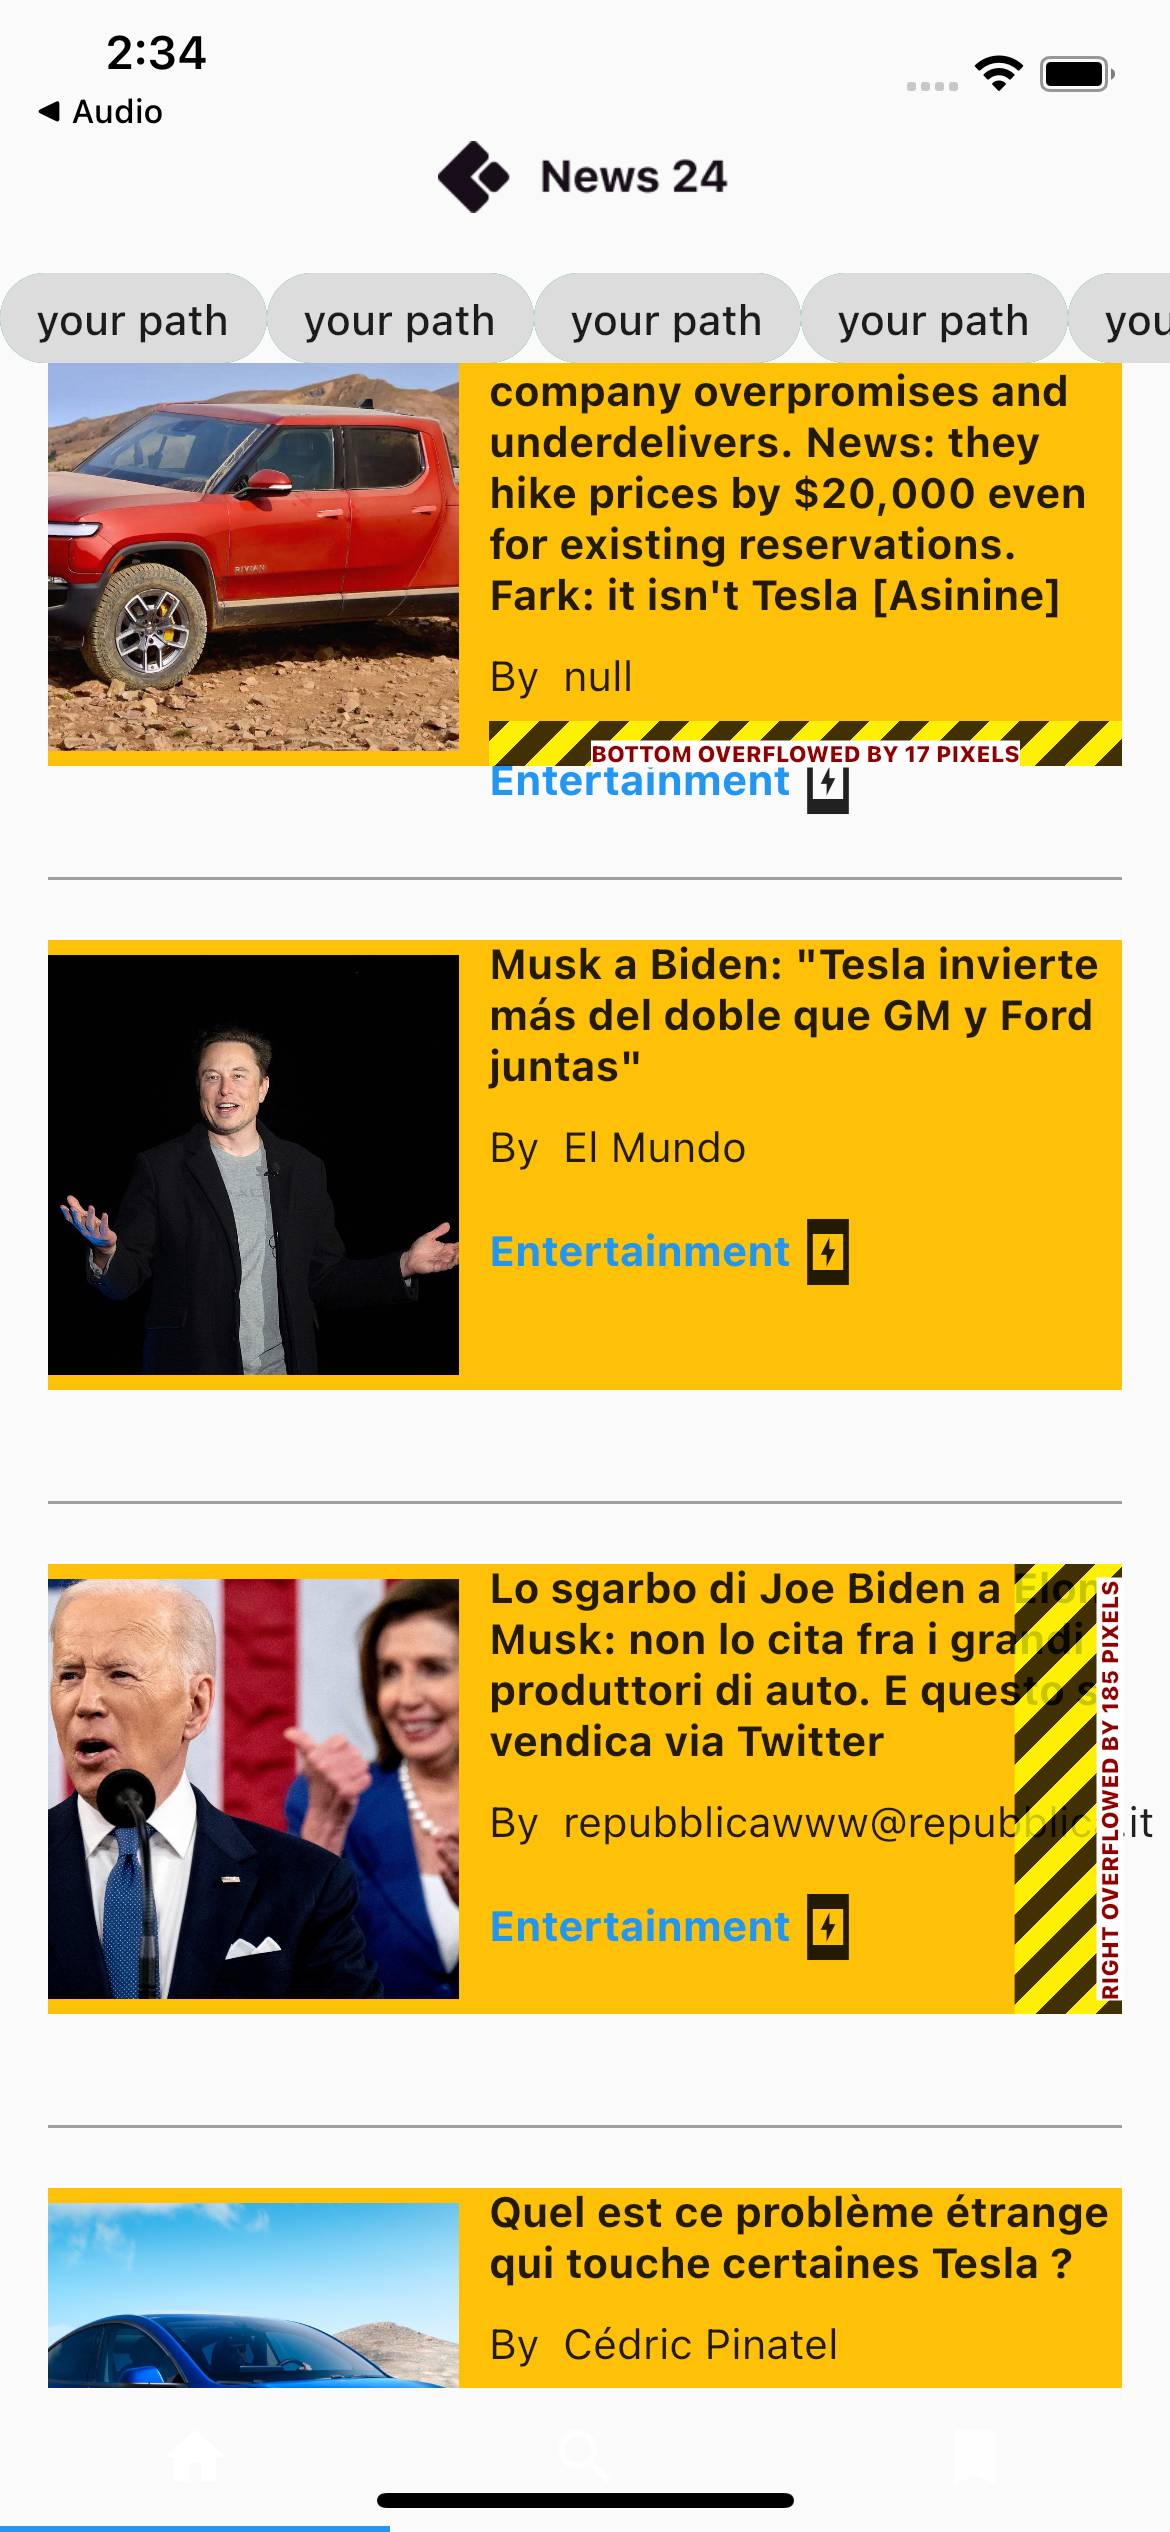 2:34
◀ Audio
News 24
your path
your path
your path
your path
you
company overpromises and
underdelivers. News: they
hike prices by $20,000 even
for existing reservations.
Fark: it isn't Tesla [Asinine]
RIVIAN
By null
BOTTOM OVERFLOWED BY 17 PIXELS
Entertainment
Musk a Biden: "Tesla invierte
más del doble que GM y Ford
juntas"
By El Mundo
Entertainment
Lo sgarbo di Joe Biden a Elon
Musk: non lo cita fra i grandi
produttori di auto. E questo s
vendica via Twitter
By repubblicawww@repubblica.it
Entertainment
RIGHT OVERFLOWED BY 185 PIXELS
Quel est ce problème étrange
qui touche certaines Tesla ?
By Cédric Pinatel